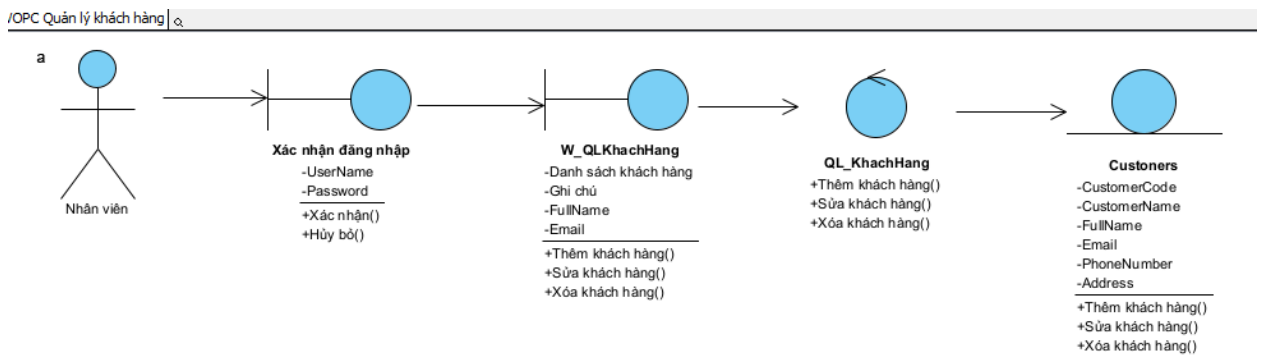 /OPC Quản lý khách hàng
a
Nhân viên
Xác nhận đăng nhập
-UserName
-Password
+Xác nhận()
+Hủy bỏ()
W_QLKhachHang
-Danh sách khách hàng
-Ghi chú
-FullName
-Email
+Thêm khách hàng()
+Sửa khách hàng()
+Xóa khách hàng()
QL_KhachHang
+Thêm khách hàng()
+Sửa khách hàng()
+Xóa khách hàng()
Custoners
-CustomerCode
-CustomerName
-FullName
-Email
-PhoneNumber
-Address
+Thêm khách hàng()
+Sửa khách hàng()
+Xóa khách hàng()